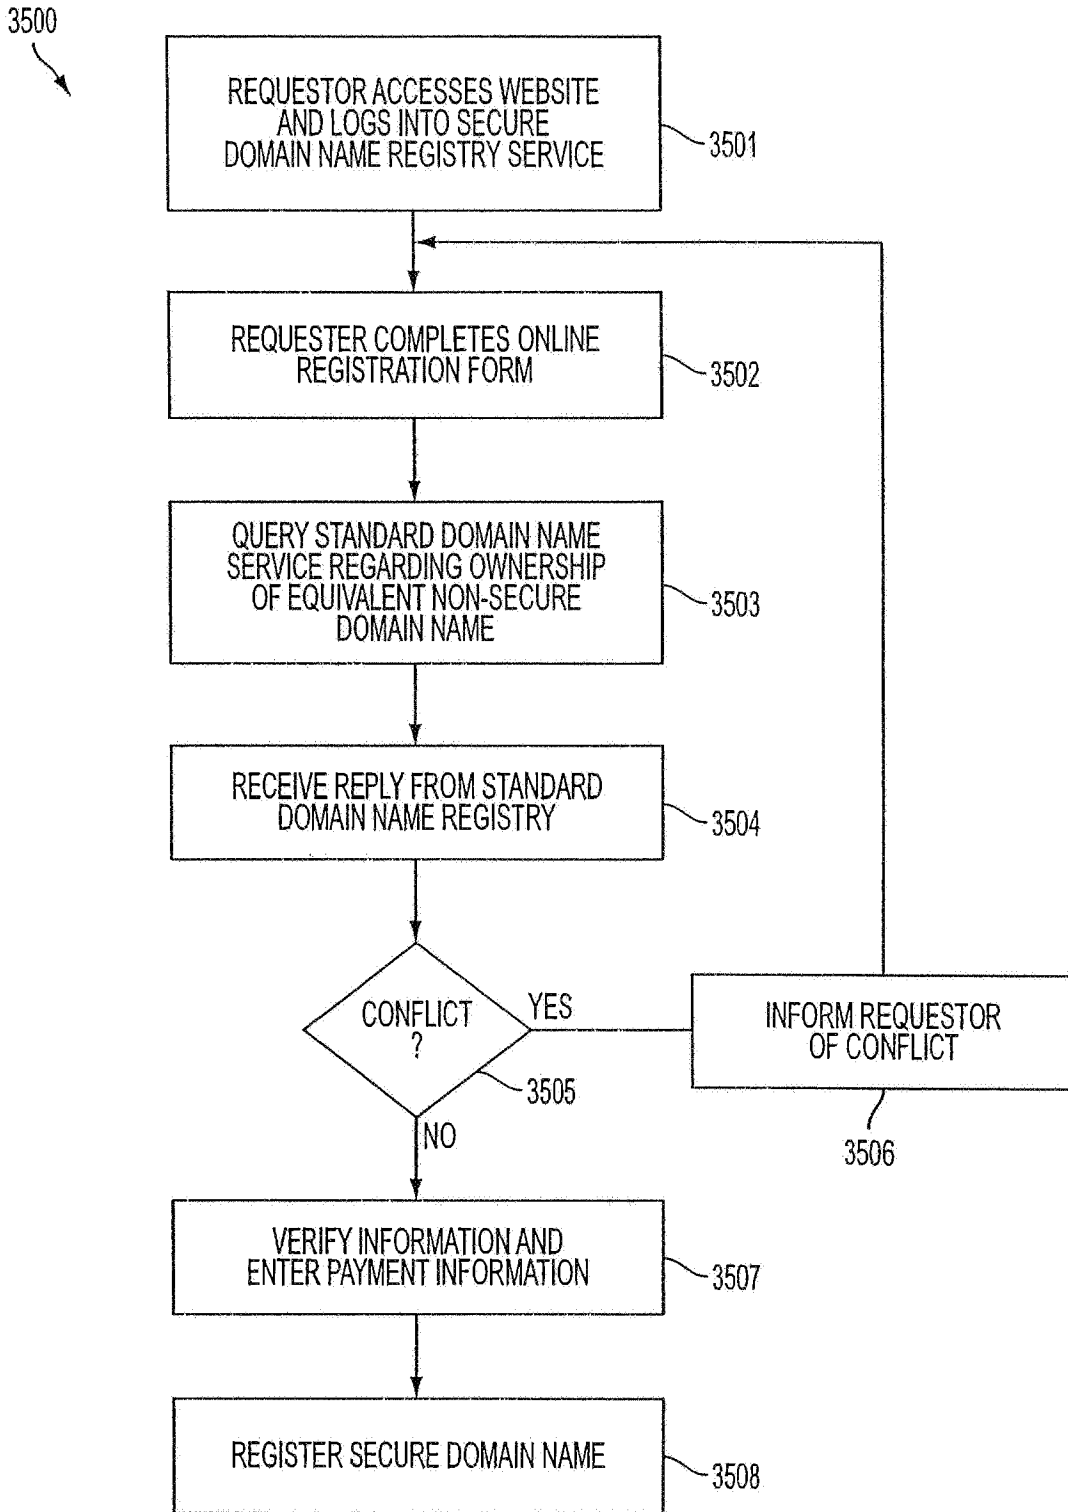 3500
REQUESTOR ACCESSES WEBSITE
AND LOGS INTO SECURE
DOMAIN NAME REGISTRY SERVICE
3501
REQUESTER COMPLETES ONLINE
REGISTRATION FORM
3502
QUERY STANDARD DOMAIN NAME
SERVICE REGARDING OWNERSHIP
OF EQUIVALENT NON-SECURE
DOMAIN NAME
3503
RECEIVE REPLY FROM STANDARD
DOMAIN NAME REGISTRY
3504
CONFLICT
?
YES
3505
INFORM REQUESTOR
OF CONFLICT
3506
NO
VERIFY INFORMATION AND
ENTER PAYMENT INFORMATION
3507
REGISTER SECURE DOMAIN NAME
3508